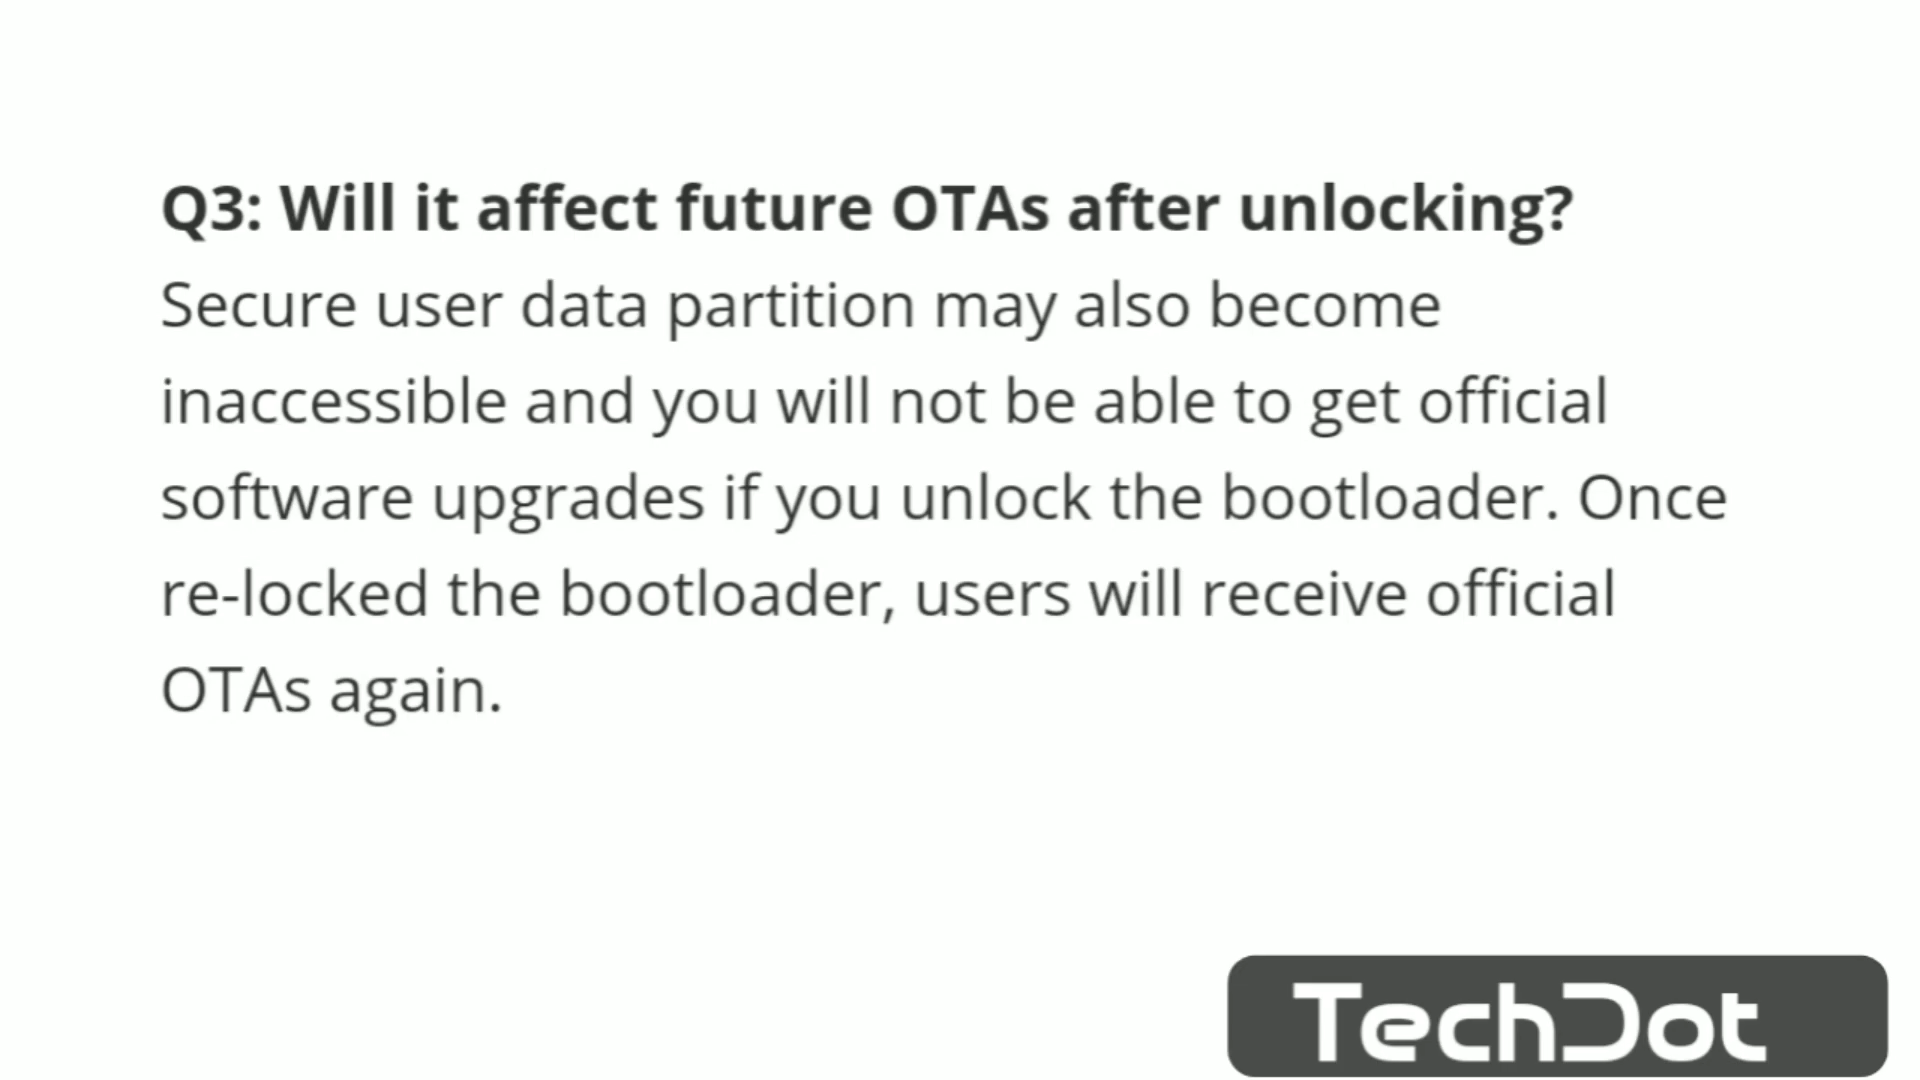 Q3: Will it affect future OTAs after unlocking?
Secure user data partition may also become
inaccessible and you will not be able to get official
software upgrades if you unlock the bootloader. Once
re-locked the bootloader, users will receive official
OTAs again.
TechDot